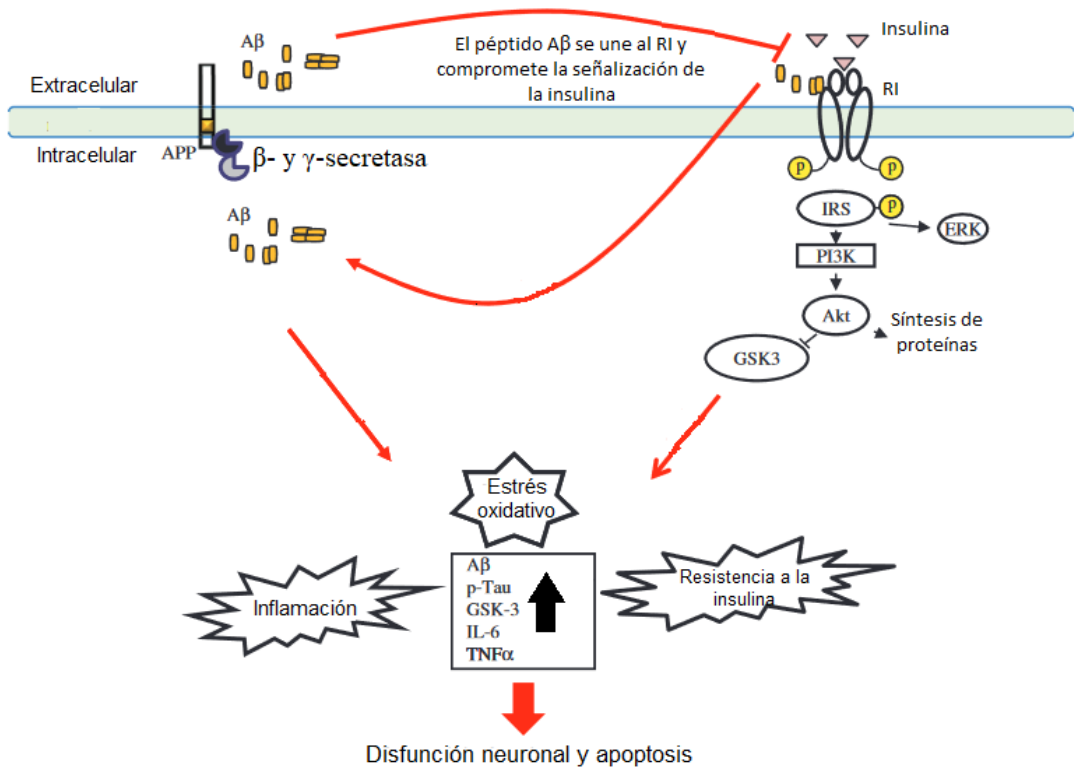 Aβ
El péptido Aβ se une al RI y
compromete la señalización de
la insulina
Insulina
Extracelular
RI
Intracelular
APP
β- y γ-secretasa
P
P
Aβ
IRS
P
ERK
PI3K
Akt
Síntesis de
proteínas
GSK3
Estrés
oxidativo
Inflamación
Aβ
p-Tau
GSK-3
IL-6
TNFα
Resistencia a la
insulina
Disfunción neuronal y apoptosis